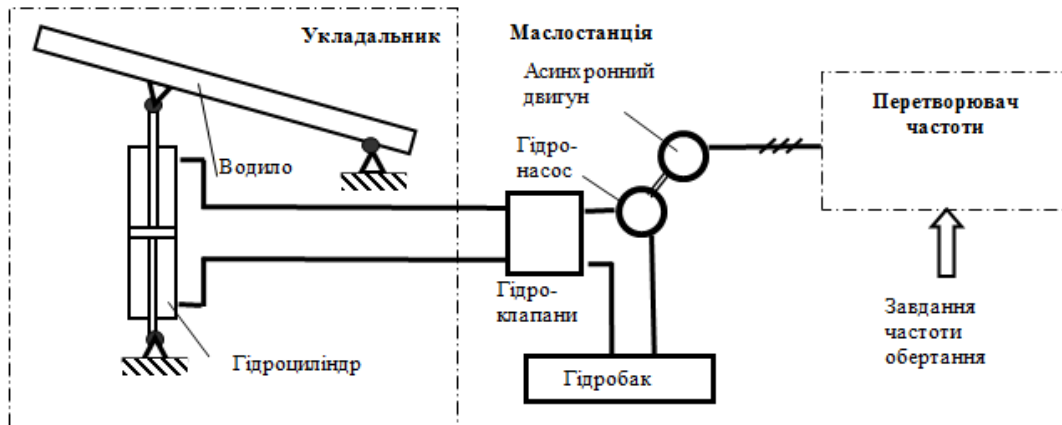 Укладальник
Маслостанція
Асинхронний
двигун
Перетворювач
частоти
Гідро-
насос
Водило
Гідро-
клапани
Завдання
частоти
обертання
Гідроциліндр
Гідробак